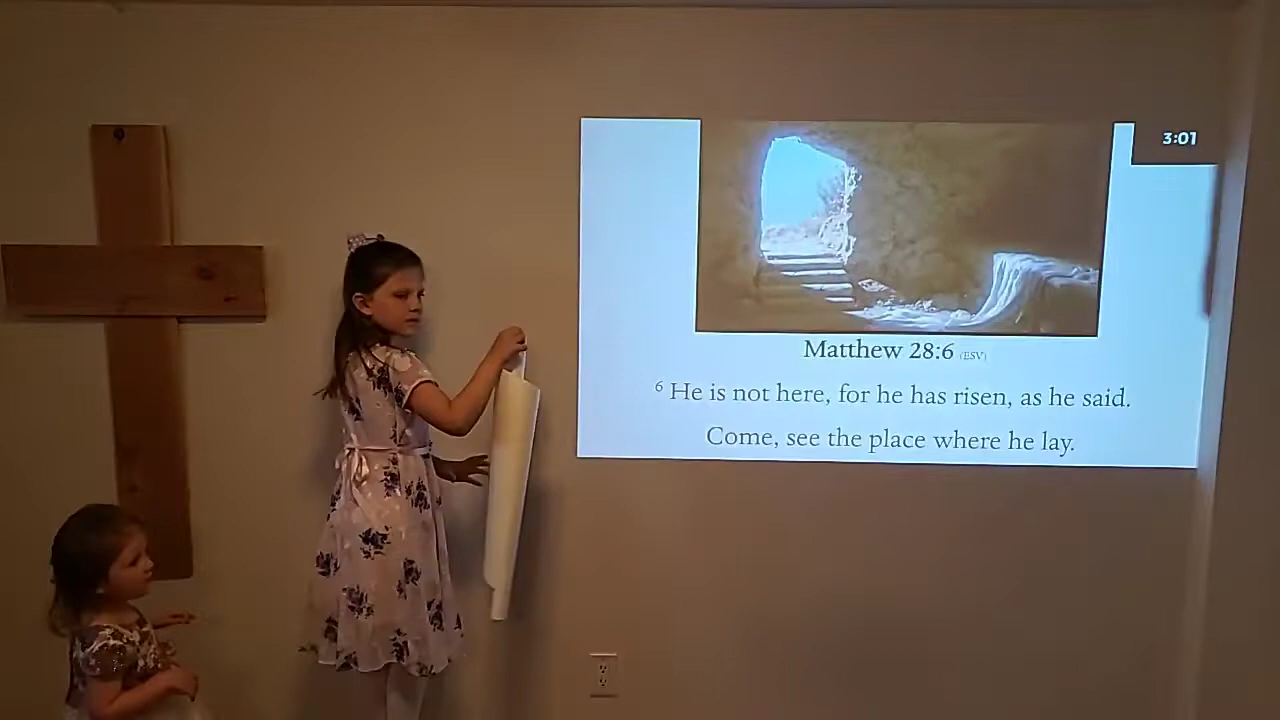 3:01
Matthew 28:6 (ESV)
⁶ He is not here, for he has risen, as he said.
Come, see the place where he lay.